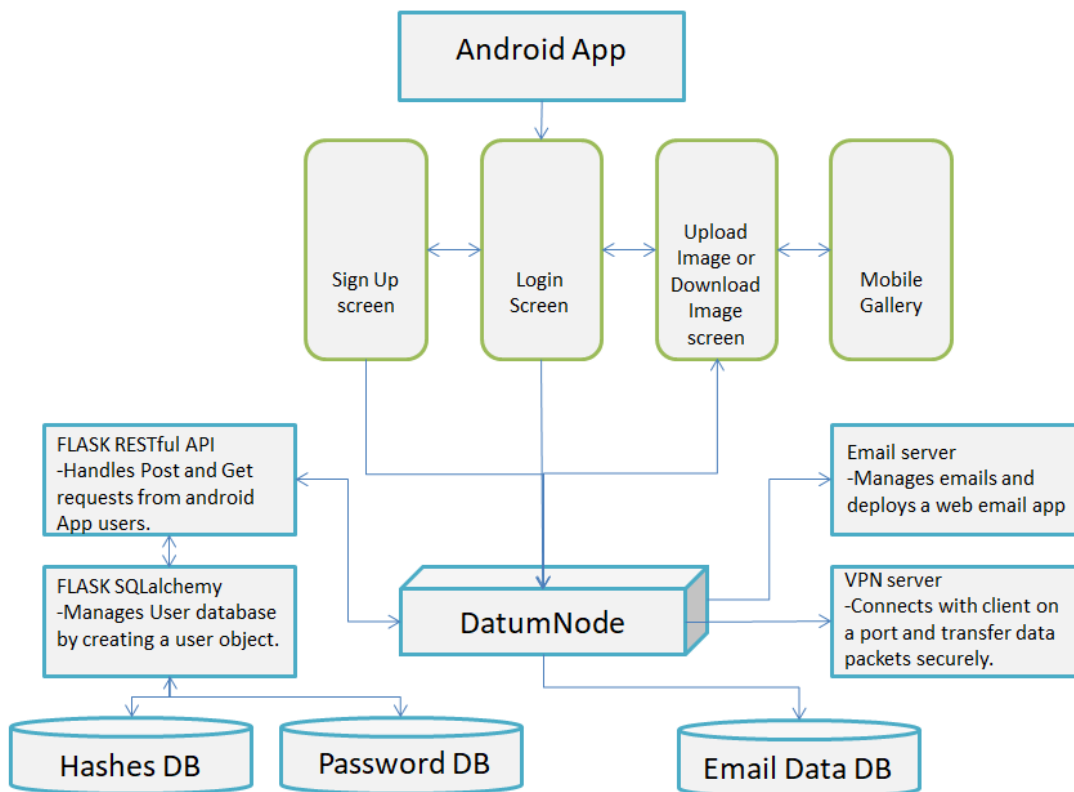 Android App
Sign Up
screen
Login
Screen
Upload
Image or
Download
Image
screen
Mobile
Gallery
FLASK RESTful API
-Handles Post and Get
requests from android
App users.
Email server
-Manages emails and
deploys a web email app
FLASK SQLalchemy
-Manages User database
by creating a user object.
DatumNode
VPN server
-Connects with client on
a port and transfer data
packets securely.
Hashes DB
Password DB
Email Data DB